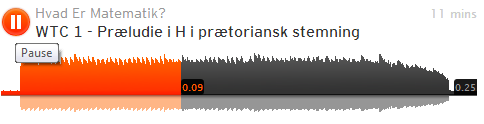 Hvad Er Matematik?
11 mins
WTC 1 - Præludie i H i prætoriansk stemning
Pause
0.09
0.25